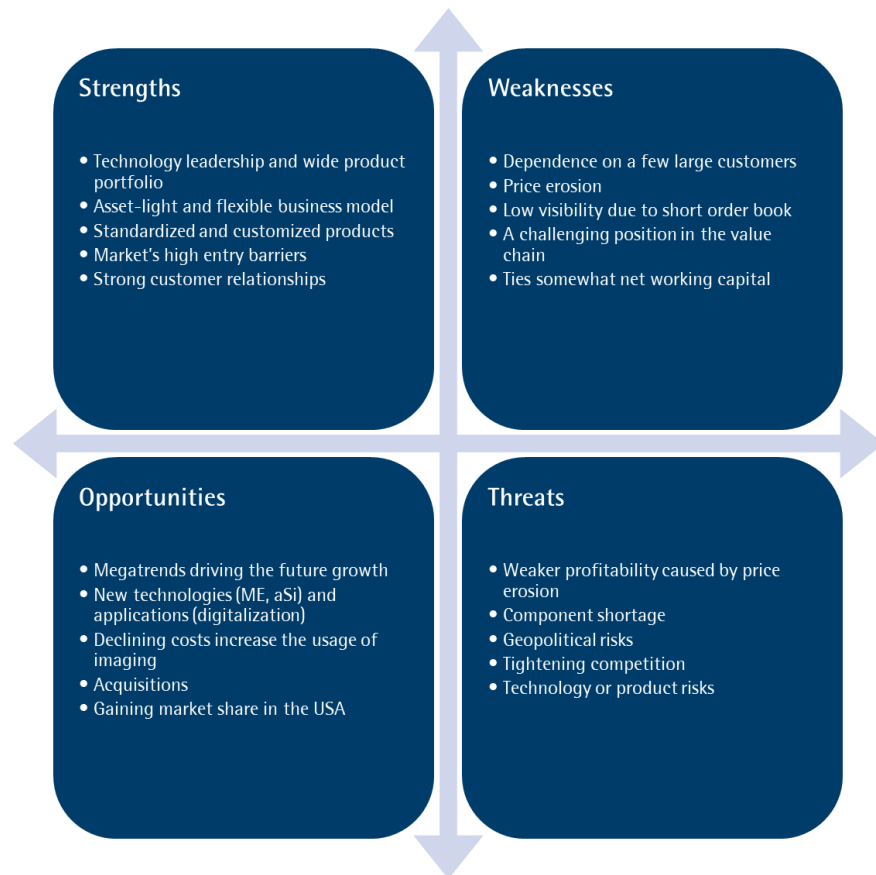 Strengths
• Technology leadership and wide product
portfolio
• Asset-light and flexible business model
• Standardized and customized products
• Market's high entry barriers
• Strong customer relationships
Weaknesses
• Dependence on a few large customers
• Price erosion
• Low visibility due to short order book
• A challenging position in the value
chain
• Ties somewhat net working capital
Opportunities
• Megatrends driving the future growth
• New technologies (ME, aSi) and
applications (digitalization)
• Declining costs increase the usage of
imaging
• Acquisitions
• Gaining market share in the USA
Threats
• Weaker profitability caused by price
erosion
• Component shortage
• Geopolitical risks
• Tightening competition
• Technology or product risks